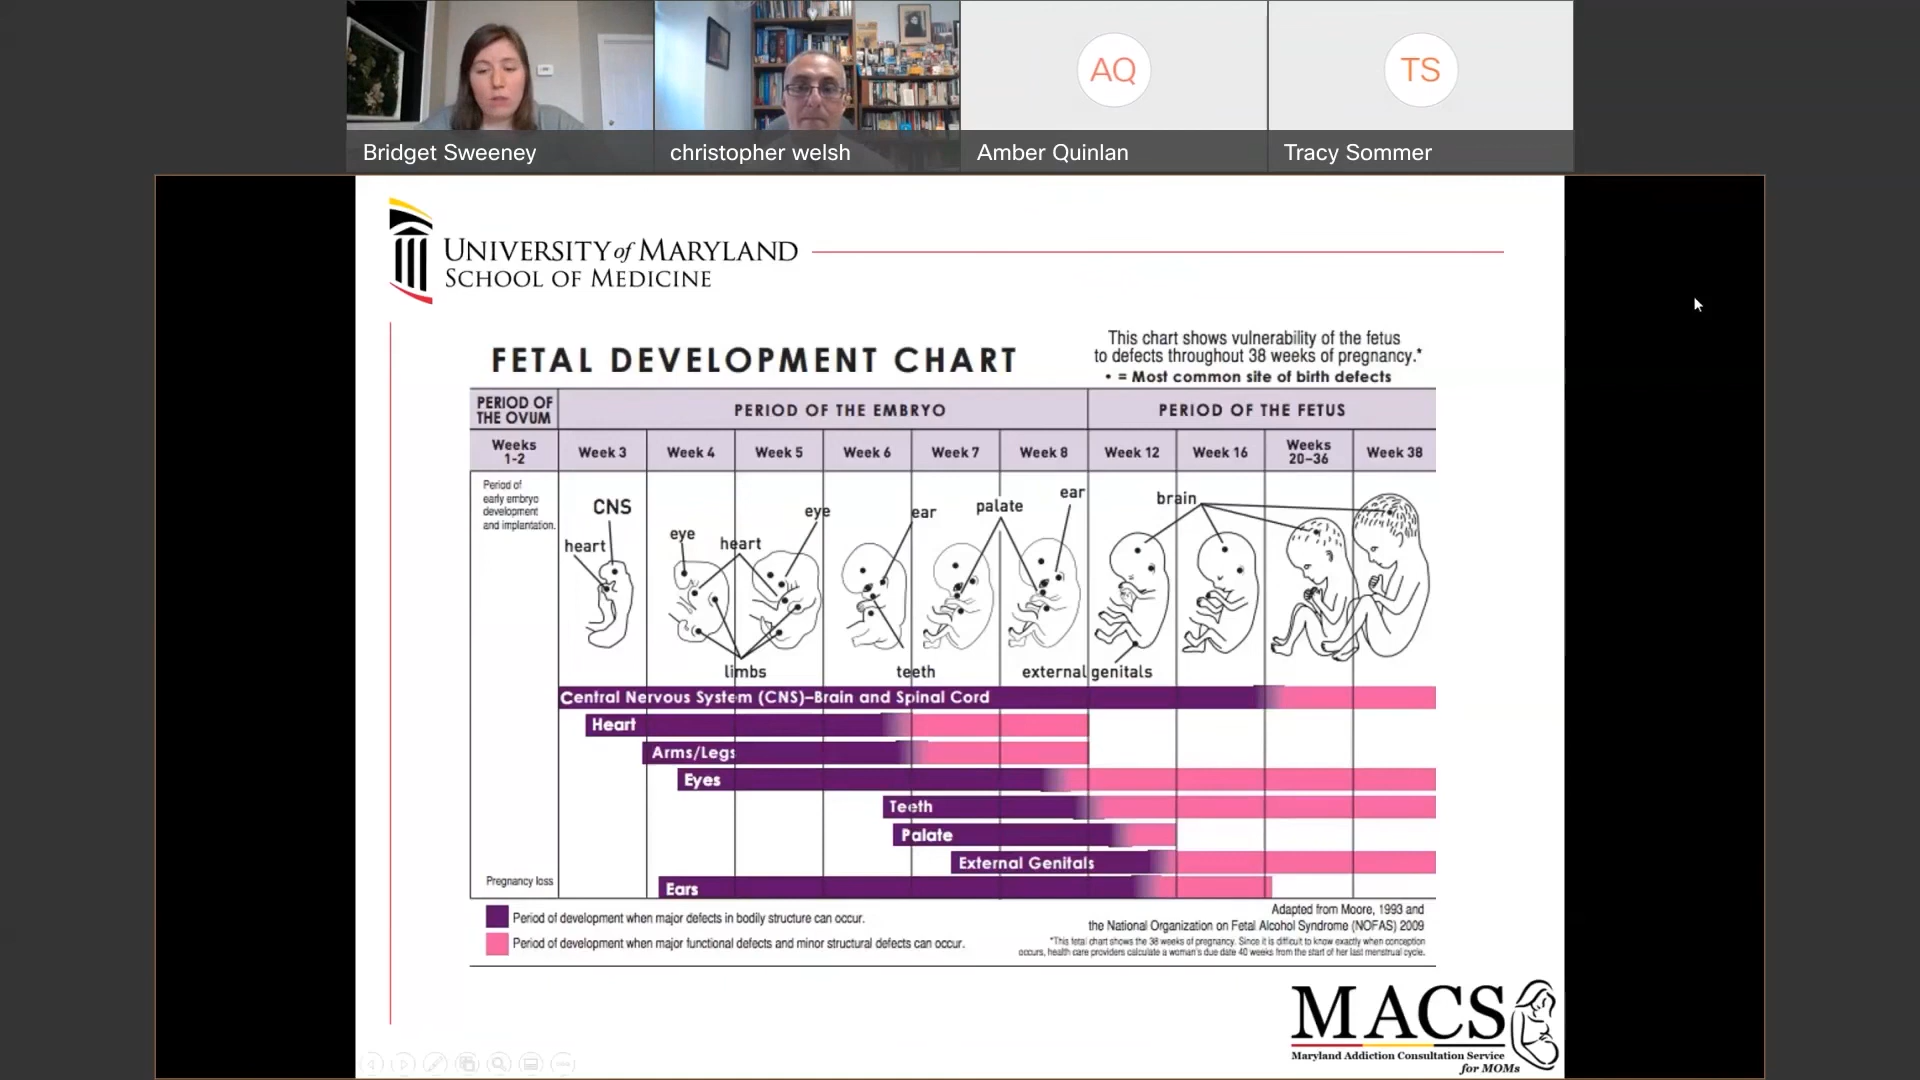 AQ
TS
Bridget Sweeney
christopher welsh
Amber Quinlan
Tracy Sommer
UNIVERSITY of MARYLAND
SCHOOL OF MEDICINE
FETAL DEVELOPMENT CHART
This chart shows vulnerability of the fetus
to defects throughout 38 weeks of pregnancy.*
• = Most common site of birth defects
PERIOD OF
THE OVUM
PERIOD OF THE EMBRYO
PERIOD OF THE FETUS
Weeks
1-2
Week 3
Week 4
Week 5
Week 6
Week 7
Week 8
Week 12
Week 16
Weeks
20–36
Week 38
Period of
early embryo
development
and implantation.
CNS
heart
eye
heart
eye
limbs
ear
teeth
palate
ear
external genitals
brain
Central Nervous System (CNS)–Brain and Spinal Cord
Heart
Arms/Legs
Eyes
Teeth
Palate
External Genitals
Pregnancy loss
Ears
Period of development when major defects in bodily structure can occur.
Period of development when major functional defects and minor structural defects can occur.
Adapted from Moore, 1993 and
the National Organization on Fetal Alcohol Syndrome (NOFAS) 2009
*This fetal chart shows the 38 weeks of pregnancy. Since it is difficult to know exactly when conception
occurs, health care providers calculate a woman's due date 40 weeks from the start of her last menstrual cycle.
MACS
Maryland Addiction Consultation Service
for MOMs